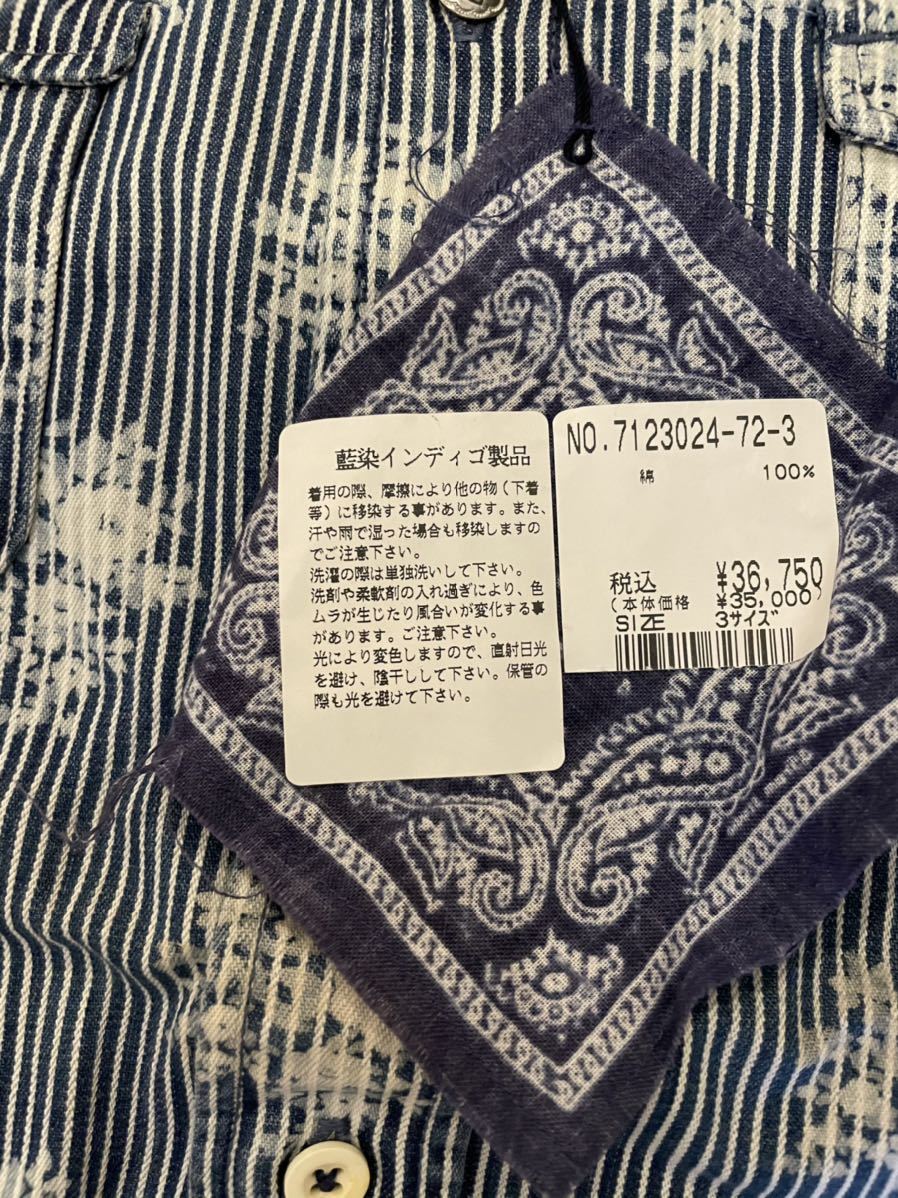 藍染インディゴ製品
着用の際、摩擦により他の物（下着
等）に移染する事があります。また、
汗や雨で湿った場合も移染しますの
でご注意下さい。
洗濯の際は単独洗いして下さい。
洗剤や柔軟剤の入れ過ぎにより、色
ムラが生じたり風合いが変化する事
があります。ご注意下さい。
光により変色しますので、直射日光
を避け、陰干しして下さい。保管の
際も光を避けて下さい。
NO.7123024-72-3
綿 100%
税込 ¥36,750
(本体価格 ¥35,000)
SIZE 3サイズ